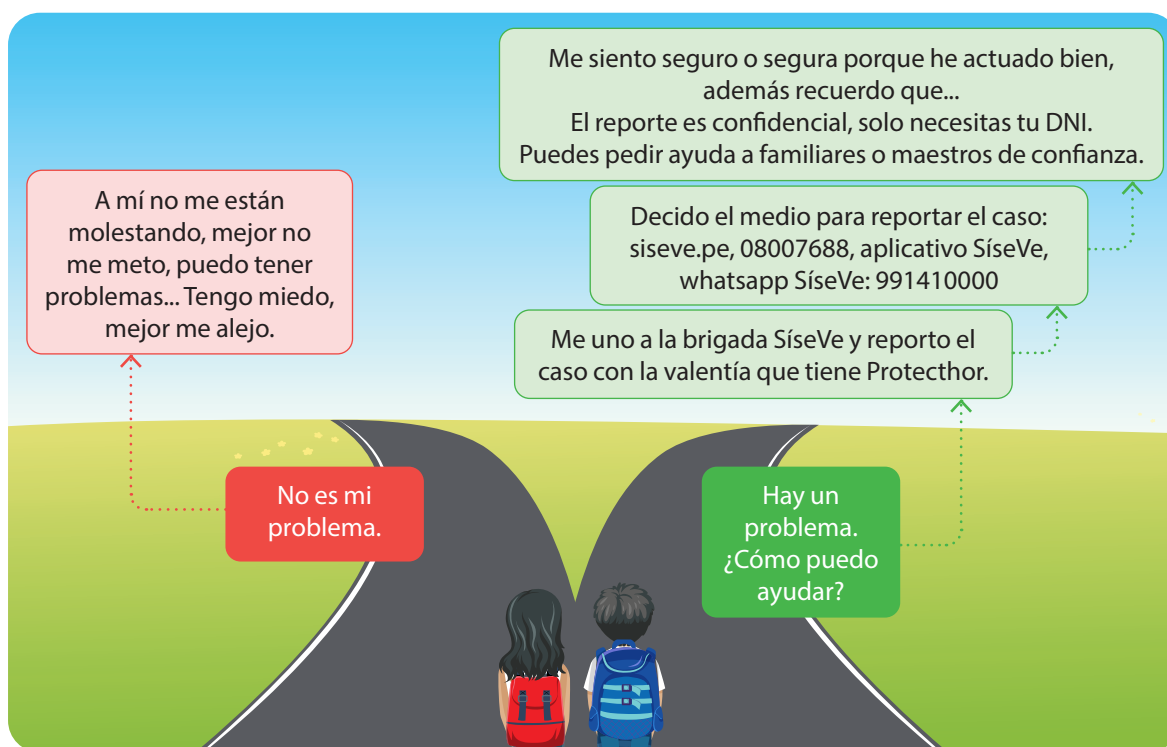 A mí no me están
molestando, mejor no
me meto, puedo tener
problemas... Tengo miedo,
mejor me alejo.
No es mi
problema.
Me siento seguro o segura porque he actuado bien,
además recuerdo que...
El reporte es confidencial, solo necesitas tu DNI.
Puedes pedir ayuda a familiares o maestros de confianza.
Decido el medio para reportar el caso:
siseve.pe, 08007688, aplicativo SíseVe,
whatsapp SíseVe: 991410000
Me uno a la brigada SíseVe y reporto el
caso con la valentía que tiene Protecthor.
Hay un
problema.
¿Cómo puedo
ayudar?